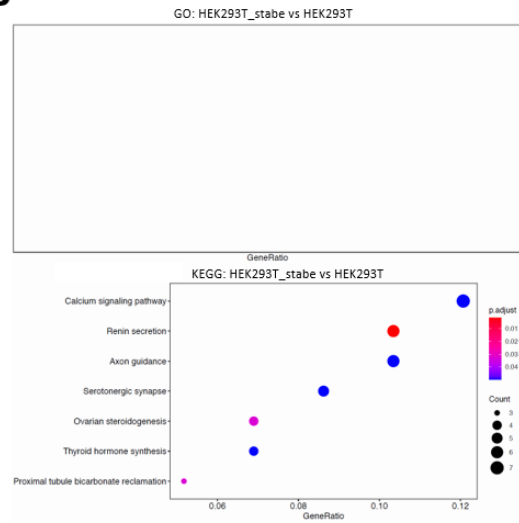 GO: HEK293T_stabe vs HEK293T
GeneRatio
KEGG: HEK293T_stabe vs HEK293T
Calcium signaling pathway
Renin secretion
Axon guidance
Serotonergic synapse
Ovarian steroidogenesis
Thyroid hormone synthesis
Proximal tubule bicarbonate reclamation
0.06 0.08 0.10 0.12
GeneRatio
p.adjust
0.01
0.02
0.03
0.04
Count
3
4
5
6
7